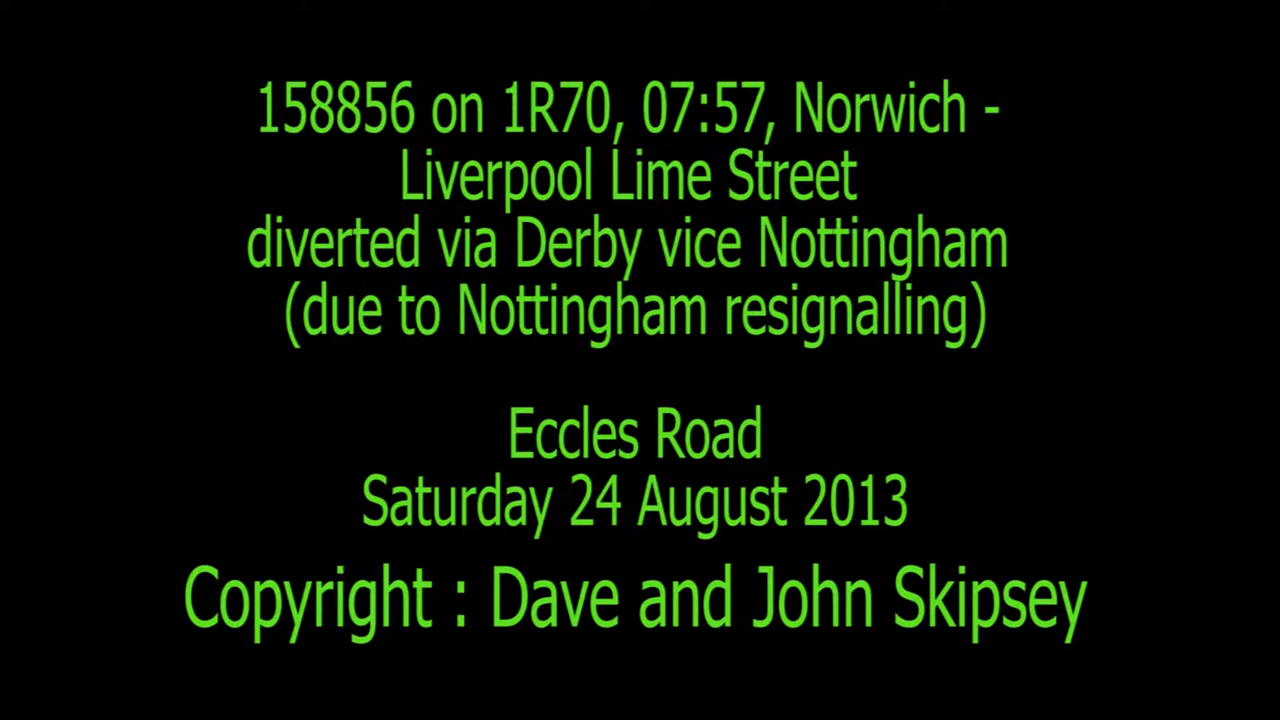 158856 on 1R70, 07:57, Norwich -
Liverpool Lime Street
diverted via Derby vice Nottingham
(due to Nottingham resignalling)
Eccles Road
Saturday 24 August 2013
Copyright : Dave and John Skipsey